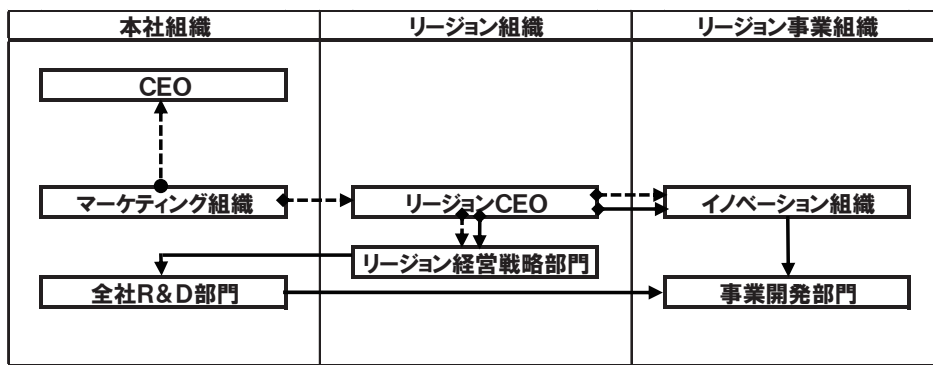 本社組織
リージョン組織
リージョン事業組織
CEO
マーケティング組織
リージョンCEO
イノベーション組織
リージョン経営戦略部門
全社R&D部門
事業開発部門